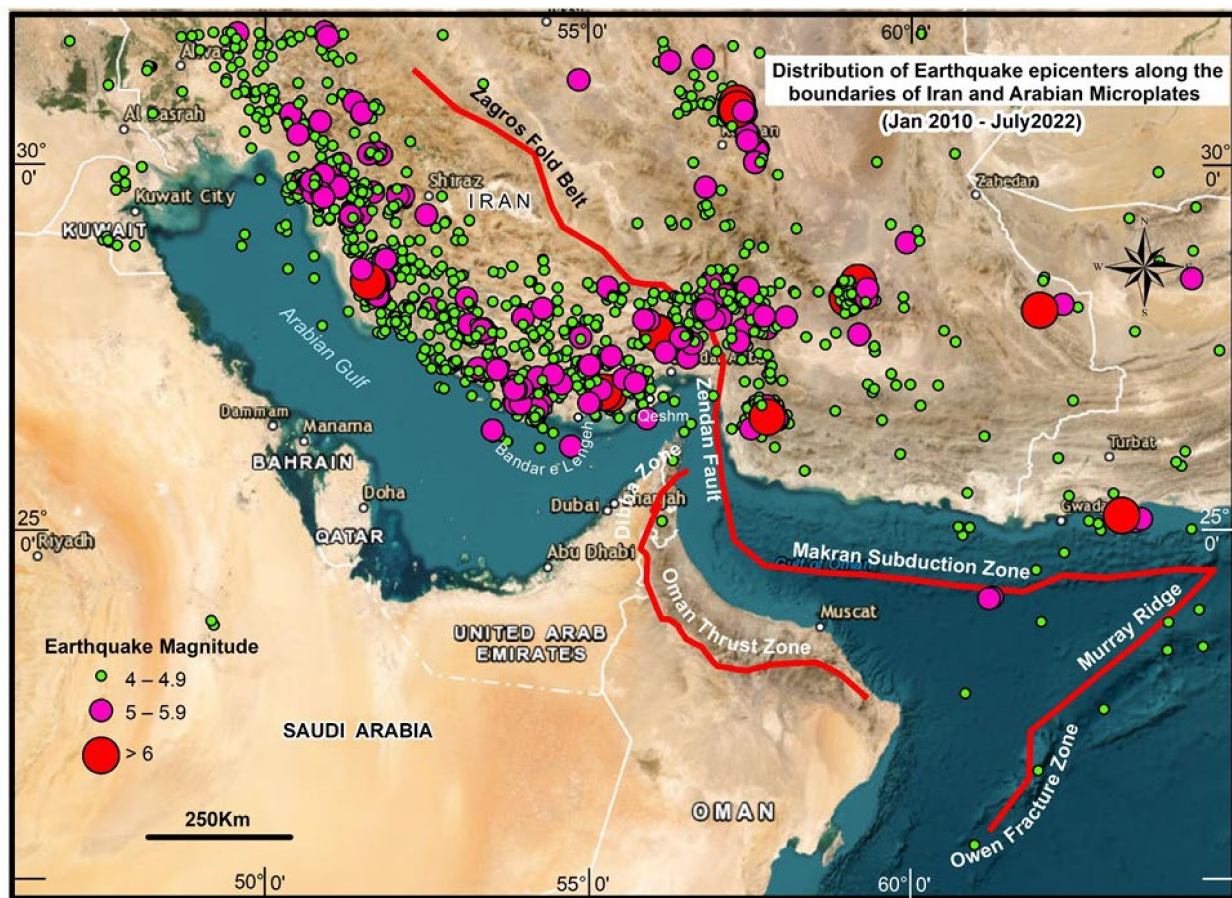 55°0'
60°0'
Distribution of Earthquake epicenters along the
boundaries of Iran and Arabian Microplates
(Jan 2010 - July2022)
Zagros Fold Belt
30°
0'
30°
0'
Kuwait City
KUWAIT
Shiraz
IRAN
Zahedan
N
W
S
Arabian Gulf
Dammam
Manama
BAHRAIN
Qeshm
Bandar e Lengeh
Zendan Fault
Turbat
Doha
QATAR
Dubai
Dibba Zone
25°
0'
25°
0'
Riyadh
Abu Dhabi
Makran Subduction Zone
Gulf of Oman
Oman Thrust Zone
Muscat
Murray Ridge
UNITED ARAB
EMIRATES
Earthquake Magnitude
4 – 4.9
5 – 5.9
> 6
SAUDI ARABIA
250Km
OMAN
Owen Fracture Zone
50°0'
55°0'
60°0'